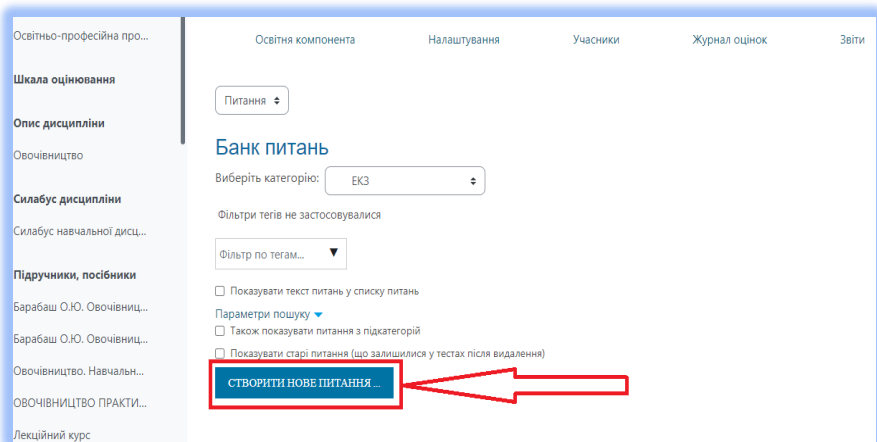 Освітньо-професійна про...
Шкала оцінювання
Опис дисципліни
Овочівництво
Силабус дисципліни
Силабус навчальної дисц...
Підручники, посібники
Барабаш О.Ю. Овочівниц...
Барабаш О.Ю. Овочівниц...
Овочівництво. Навчальн...
ОВОЧІВНИЦТВО ПРАКТИ...
Лекційний курс
Освітня компонента Налаштування Учасники Журнал оцінок Звіти
Питання
Банк питань
Виберіть категорію: ЕКЗ
Фільтри тегів не застосовувалися
Фільтр по тегам...
Показувати текст питань у списку питань
Параметри пошуку
Також показувати питання з підкатегорій
Показувати старі питання (що залишилися у тестах після видалення)
СТВОРИТИ НОВЕ ПИТАННЯ ...